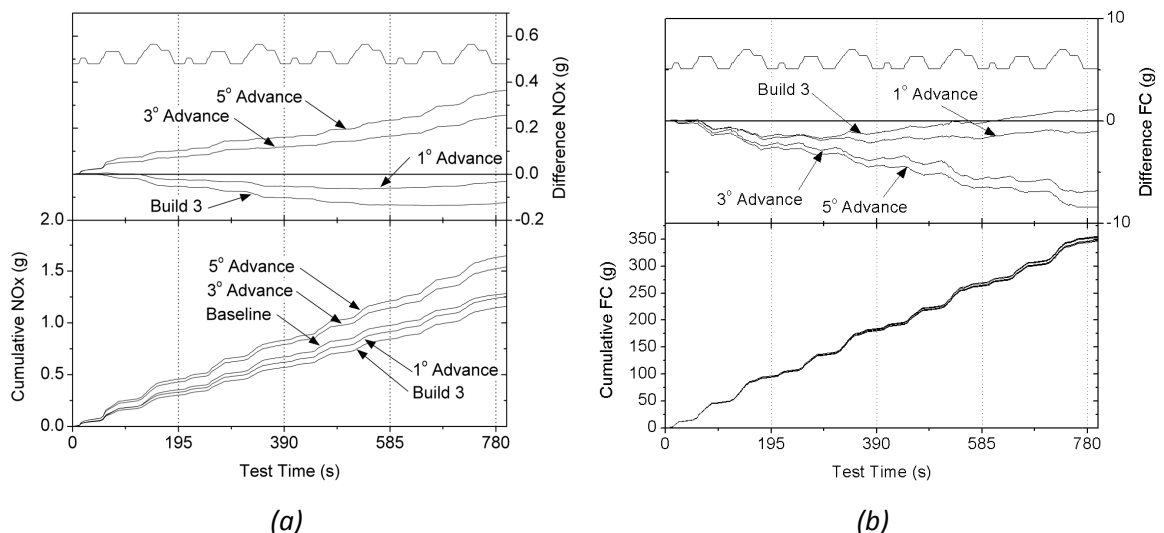 0.6
0.4
0.2
0.0
-0.2
Difference NOx (g)
5° Advance
3° Advance
1° Advance
Build 3
2.0
1.5
1.0
0.5
0.0
Cumulative NOx (g)
5° Advance
3° Advance
Baseline
1° Advance
Build 3
0
195
390
585
780
Test Time (s)
(a)
10
0
-10
Difference FC (g)
Build 3
1° Advance
3° Advance
5° Advance
350
300
250
200
150
100
50
0
Cumulative FC (g)
0
195
390
585
780
Test Time (s)
(b)